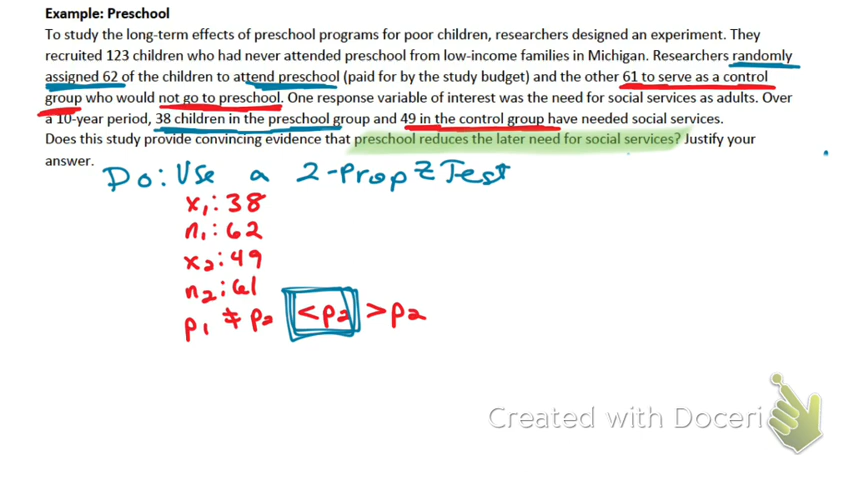 Example: Preschool
To study the long-term effects of preschool programs for poor children, researchers designed an experiment. They
recruited 123 children who had never attended preschool from low-income families in Michigan. Researchers randomly
assigned 62 of the children to attend preschool (paid for by the study budget) and the other 61 to serve as a control
group who would not go to preschool. One response variable of interest was the need for social services as adults. Over
a 10-year period, 38 children in the preschool group and 49 in the control group have needed social services.
Does this study provide convincing evidence that preschool reduces the later need for social services? Justify your
answer.
Do: Use a 2-PropZTest
x₁: 38
n₁: 62
x₂: 49
n₂: 61
p₁ ≠ p₂ <p₂ >p₂
Created with Doceri